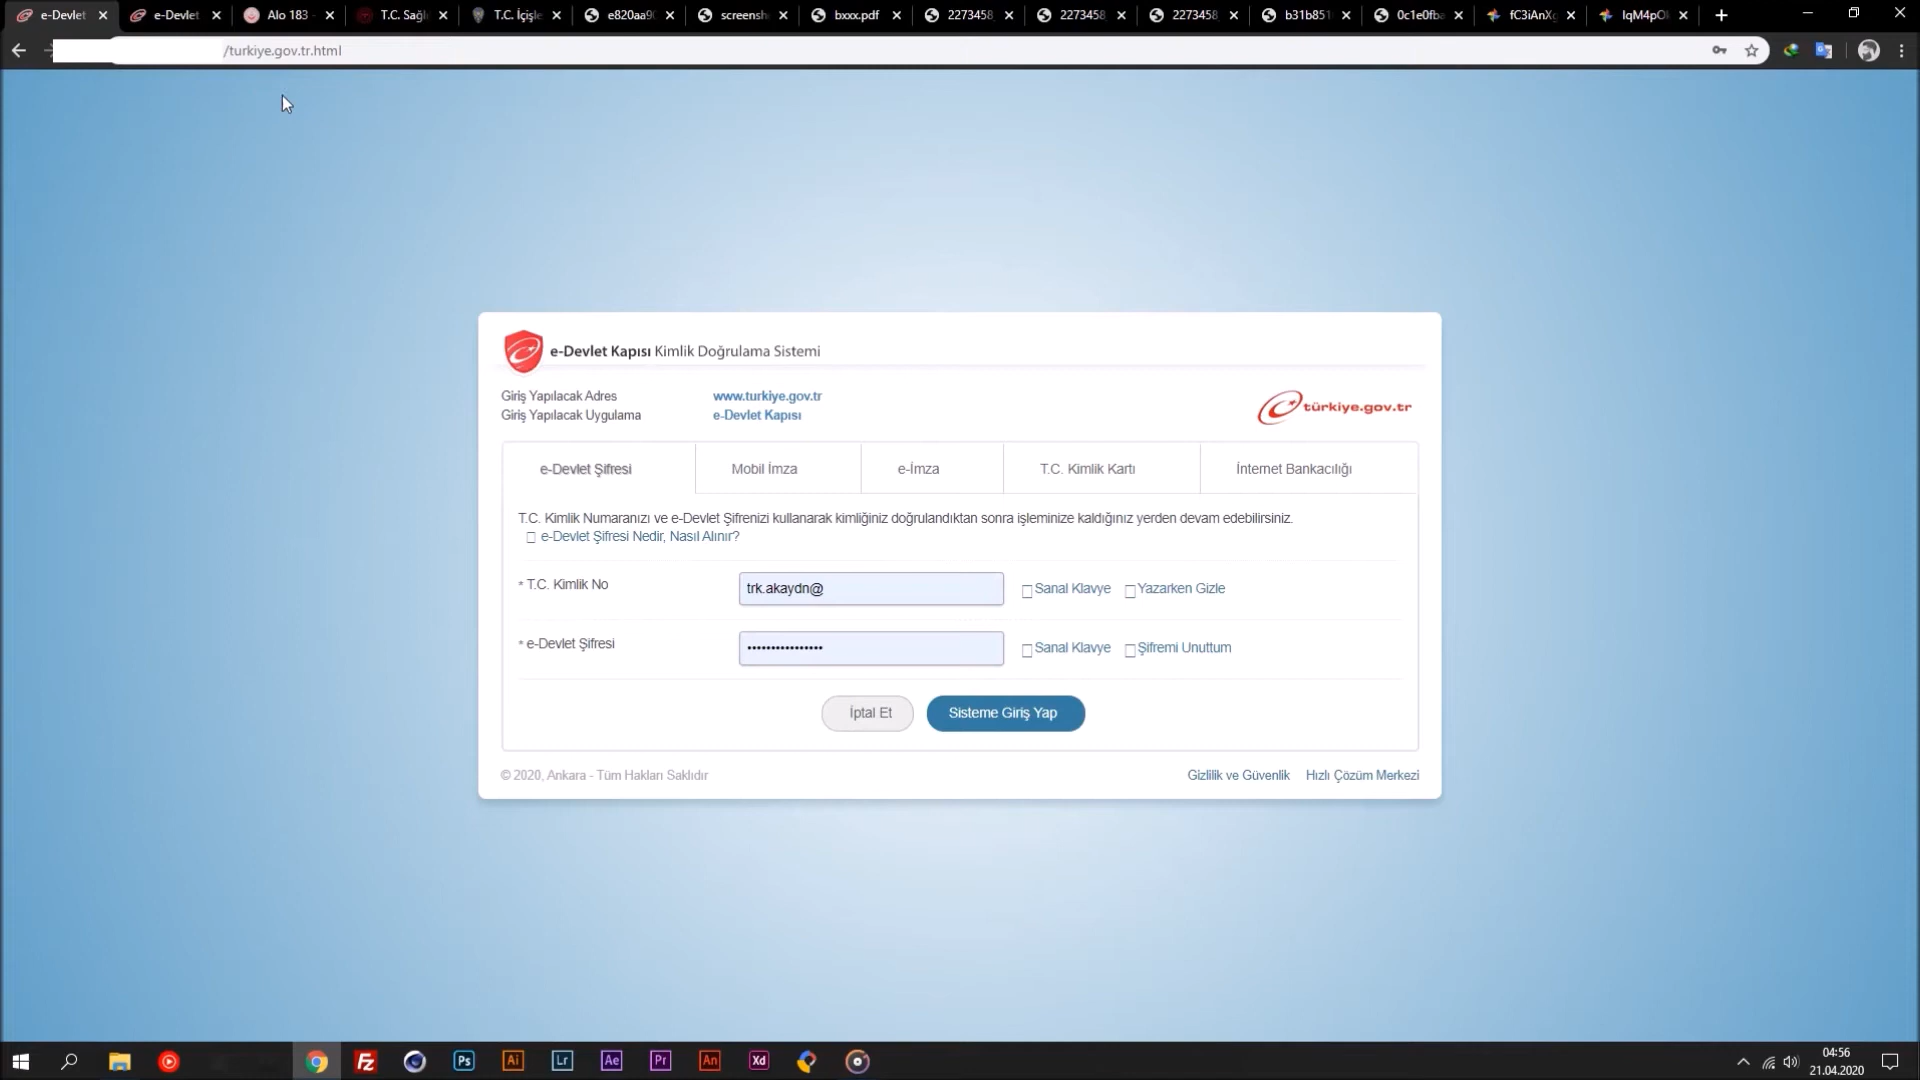 e-Devlet
e-Devlet
Alo 183 -
T.C. Sağl
T.C. İçişle
e820aa9
screensh
bxxx.pdf
2273458
2273458
2273458
b31b851
0c1e0fba
fC3iAnXg
IqM4pO
/turkiye.gov.tr.html
e-Devlet Kapısı Kimlik Doğrulama Sistemi
Giriş Yapılacak Adres www.turkiye.gov.tr
Giriş Yapılacak Uygulama e-Devlet Kapısı
türkiye.gov.tr
e-Devlet Şifresi
Mobil İmza
e-İmza
T.C. Kimlik Kartı
İnternet Bankacılığı
T.C. Kimlik Numaranızı ve e-Devlet Şifrenizi kullanarak kimliğiniz doğrulandıktan sonra işleminize kaldığınız yerden devam edebilirsiniz.
e-Devlet Şifresi Nedir, Nasıl Alınır?
* T.C. Kimlik No
trk.akaydn@
Sanal Klavye
Yazarken Gizle
* e-Devlet Şifresi
••••••••••••••••
Sanal Klavye
Şifremi Unuttum
İptal Et
Sisteme Giriş Yap
© 2020, Ankara - Tüm Hakları Saklıdır
Gizlilik ve Güvenlik
Hızlı Çözüm Merkezi
Fz
Ps
Ai
Lr
Ae
Pr
An
Xd
04:56
21.04.2020